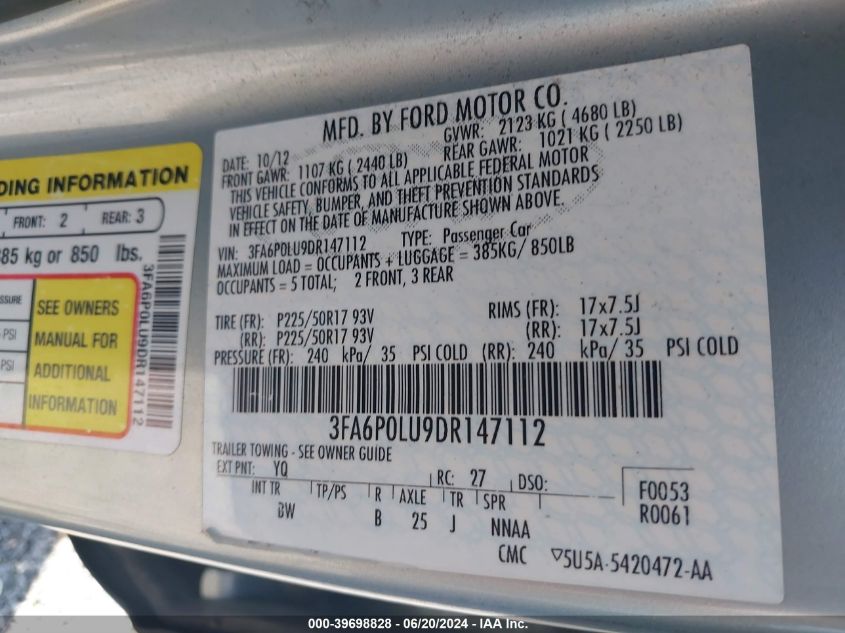 DING INFORMATION
FRONT: 2 REAR: 3
385 kg or 850 lbs.
SSURE
PSI
PSI
SEE OWNERS
MANUAL FOR
ADDITIONAL
INFORMATION
3FA6P0LU9DR147112
MFD. BY FORD MOTOR CO.
DATE: 10/12 GVWR: 2123 KG ( 4680 LB)
FRONT GAWR: 1107 KG ( 2440 LB) REAR GAWR: 1021 KG ( 2250 LB)
THIS VEHICLE CONFORMS TO ALL APPLICABLE FEDERAL MOTOR
VEHICLE SAFETY, BUMPER, AND THEFT PREVENTION STANDARDS
IN EFFECT ON THE DATE OF MANUFACTURE SHOWN ABOVE.
VIN: 3FA6P0LU9DR147112 TYPE: Passenger Car
MAXIMUM LOAD = OCCUPANTS + LUGGAGE = 385KG/ 850LB
OCCUPANTS = 5 TOTAL; 2 FRONT, 3 REAR
TIRE (FR): P225/50R17 93V RIMS (FR): 17x7.5J
(RR): P225/50R17 93V (RR): 17x7.5J
PRESSURE (FR): 240 kPa/ 35 PSI COLD (RR): 240 kPa/ 35 PSI COLD
3FA6P0LU9DR147112
TRAILER TOWING - SEE OWNER GUIDE
EXT PNT: YQ RC: 27 DSO:
INT TR TP/PS R AXLE TR SPR
BW B 25 J NNAA
F0053
R0061
CMC ▽5U5A-5420472-AA
000-39698828 - 06/20/2024 - IAA Inc.